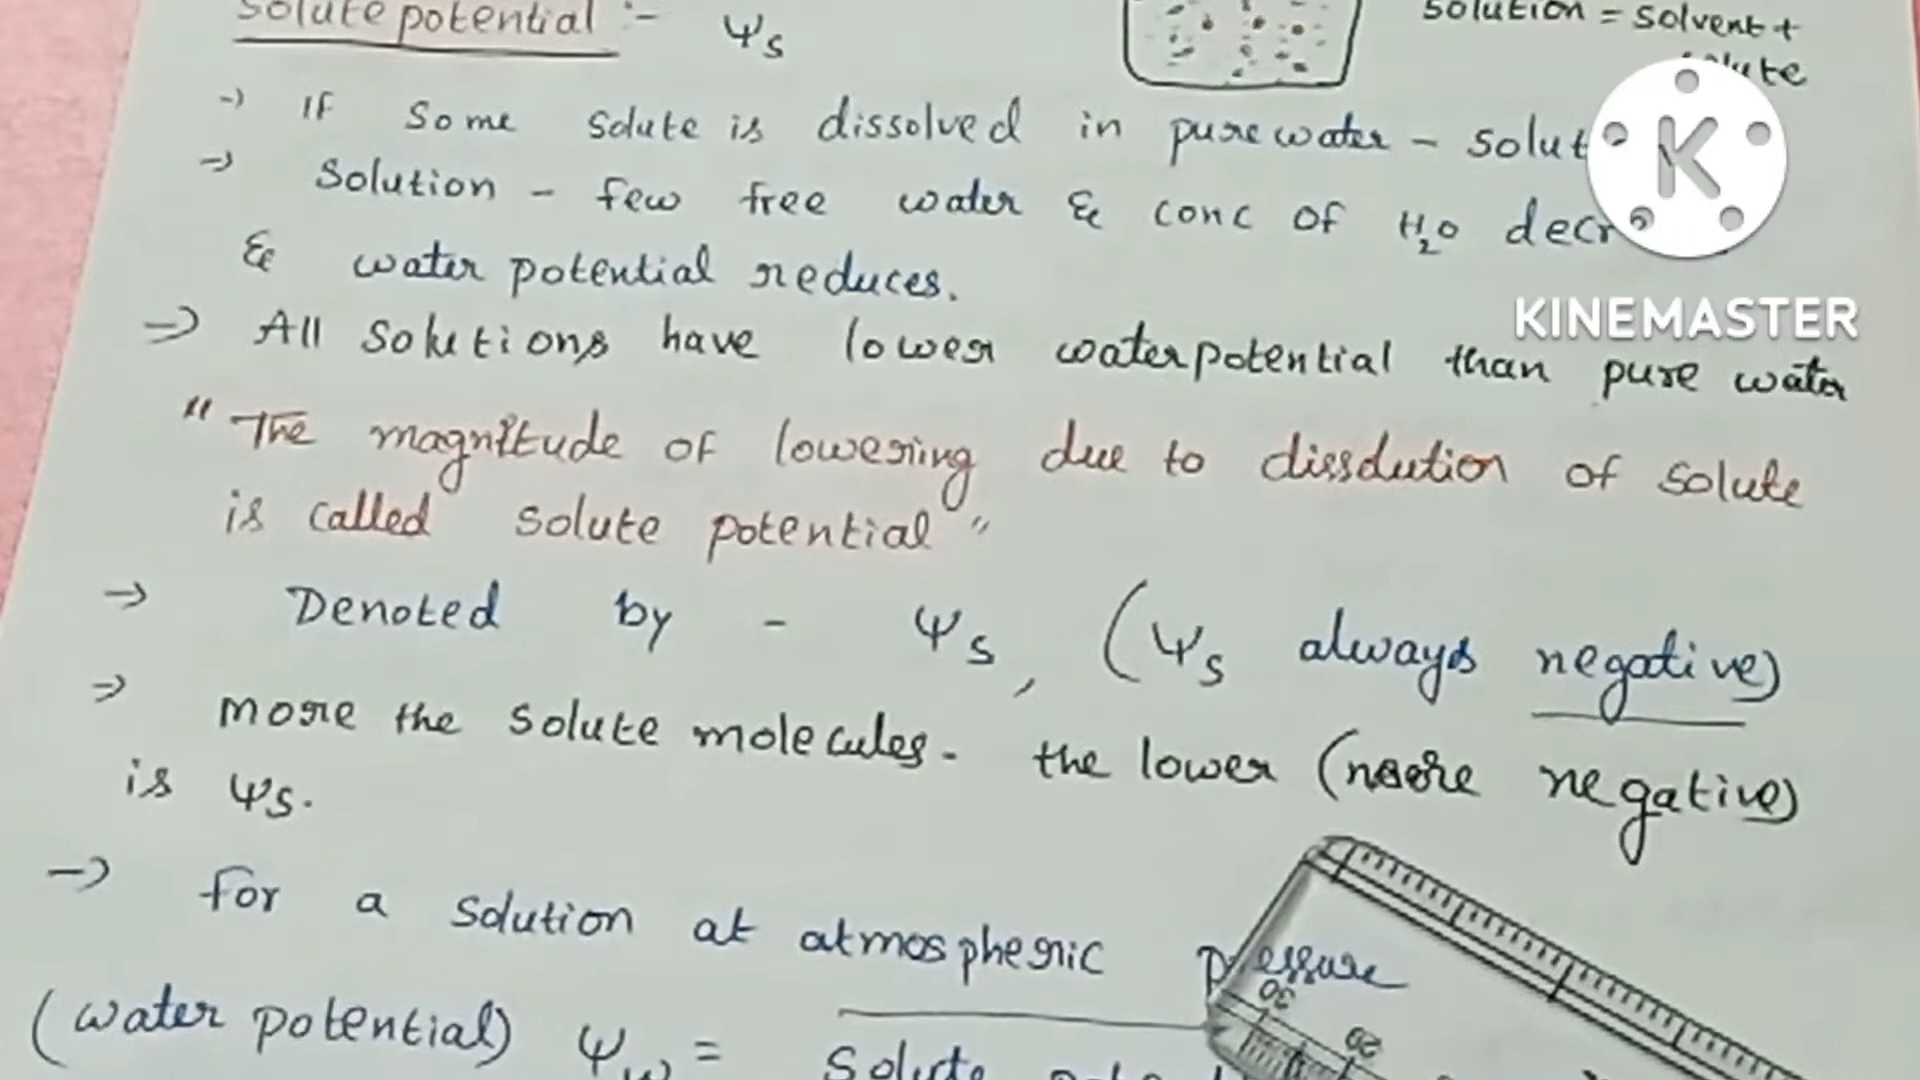 Solute potential :- Ψs
Solution = Solvent +
→ If some solute is dissolved in pure water -
→ Solution - few free water & conc of H2O
& water potential reduces.
→ All solutions have lower water potential than pure water
"The magnitude of lowering due to dissolution of solute
is called solute potential"
→ Denoted by - Ψs, (Ψs always negative)
→ more the solute molecules - the lower (more negative)
is Ψs.
→ for a solution at atmospheric pressure
(water potential) Ψw = Solute
KINEMASTER
30
29